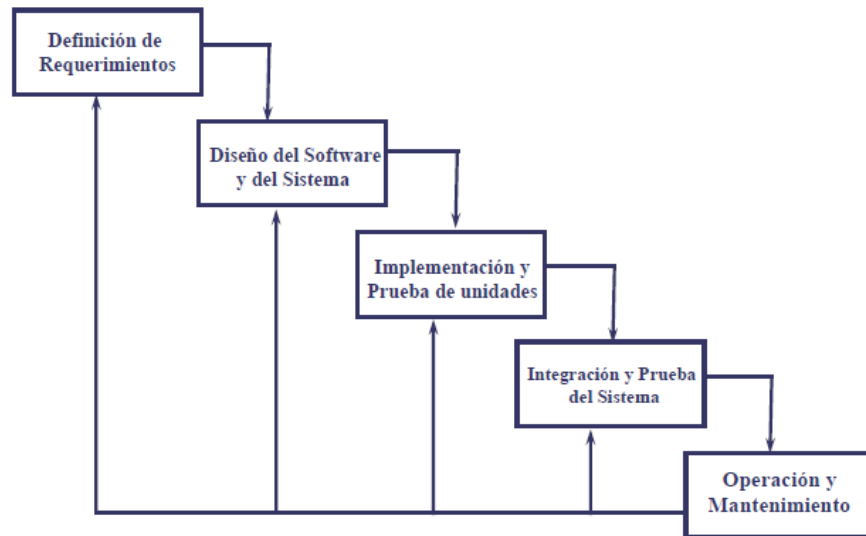 Definición de
Requerimientos
Diseño del Software
y del Sistema
Implementación y
Prueba de unidades
Integración y Prueba
del Sistema
Operación y
Mantenimiento